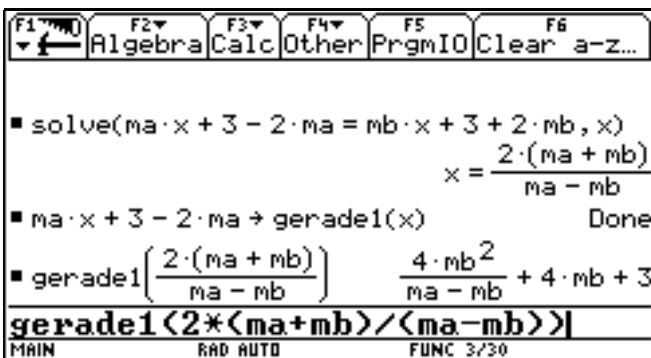 F1 F2▼ F3▼ F4▼ F5 F6
▼ Algebra Calc Other PrgmIO Clear a-z…
▪ solve(ma·x + 3 - 2·ma = mb·x + 3 + 2·mb, x)
x = 2·(ma + mb)/(ma - mb)
▪ ma·x + 3 - 2·ma → gerade1(x) Done
▪ gerade1(2·(ma + mb)/(ma - mb)) 4·mb²/(ma - mb) + 4·mb + 3
gerade1(2*(ma+mb)/(ma-mb))
MAIN RAD AUTO FUNC 3/30